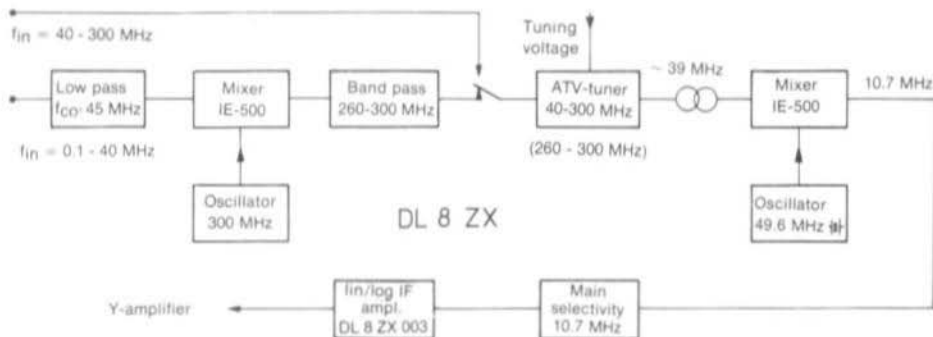 fin = 40 - 300 MHz
Tuning
voltage
~ 39 MHz
Low pass
fCO: 45 MHz
Mixer
IE-500
Band pass
260-300 MHz
ATV-tuner
40-300 MHz
Mixer
IE-500
10.7 MHz
fin = 0.1 - 40 MHz
(260 - 300 MHz)
Oscillator
300 MHz
DL 8 ZX
Oscillator
49.6 MHz
Y-amplifier
lin/log IF
ampl.
DL 8 ZX 003
Main
selectivity
10.7 MHz